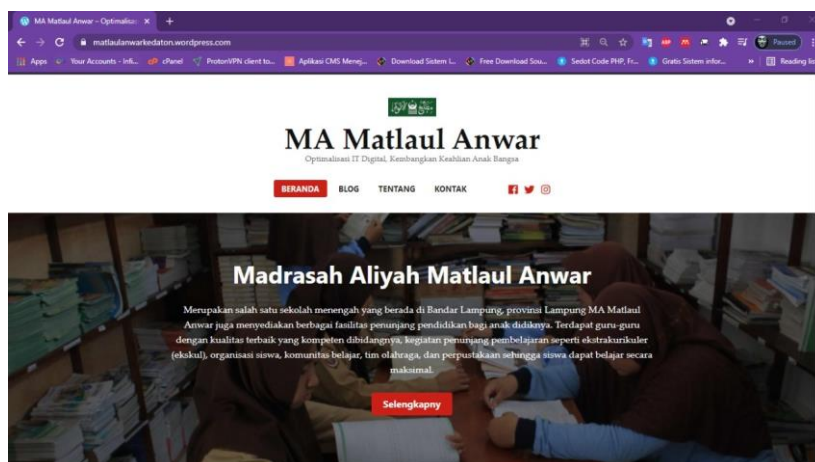 MA Matlaul Anwar – Optimalisas
matlaulanwarkedaton.wordpress.com
Paused
Apps Your Accounts - Infi... cPanel ProtonVPN client to... Aplikasi CMS Menej... Download Sistem I... Free Download Sou... Sedot Code PHP, Fr... Gratis Sistem infor... » Reading lis
MA Matlaul Anwar
Optimalisasi IT Digital, Kembangkan Keahlian Anak Bangsa
BERANDA BLOG TENTANG KONTAK
Madrasah Aliyah Matlaul Anwar
Merupakan salah satu sekolah menengah yang berada di Bandar Lampung, provinsi Lampung MA Matlaul
Anwar juga menyediakan berbagai fasilitas penunjang pendidikan bagi anak didiknya. Terdapat guru-guru
dengan kualitas terbaik yang kompeten dibidangnya, kegiatan penunjang pembelajaran seperti ekstrakurikuler
(ekskul), organisasi siswa, komunitas belajar, tim olahraga, dan perpustakaan sehingga siswa dapat belajar secara
maksimal.
Selengkapny